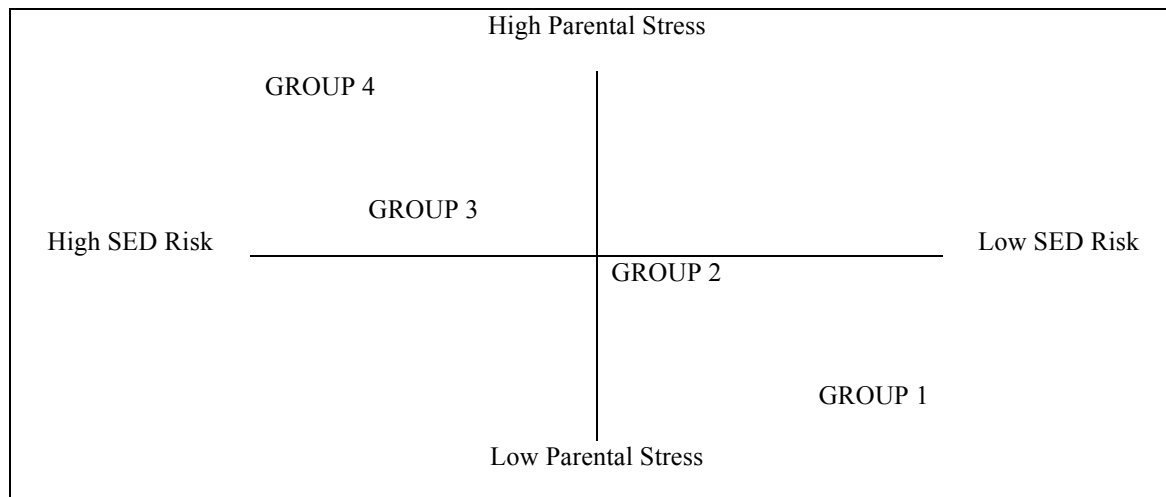 High Parental Stress
GROUP 4
GROUP 3
High SED Risk
Low SED Risk
GROUP 2
GROUP 1
Low Parental Stress